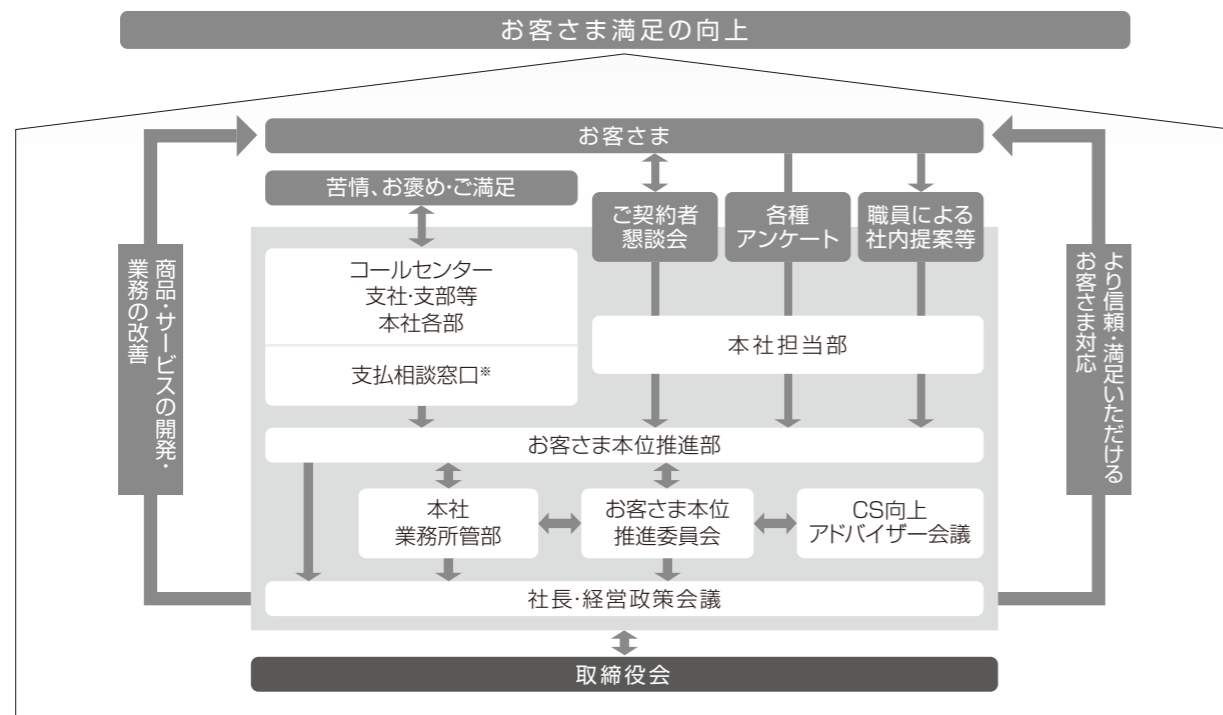 お客さま満足の向上
お客さま
苦情、お褒め・ご満足
ご契約者
懇談会
各種
アンケート
職員による
社内提案等
コールセンター
支社・支部等
本社各部
支払相談窓口※
本社担当部
商品・サービスの開発・
業務の改善
より信頼・満足いただける
お客さま対応
お客さま本位推進部
本社
業務所管部
お客さま本位
推進委員会
CS向上
アドバイザー会議
社長・経営政策会議
取締役会